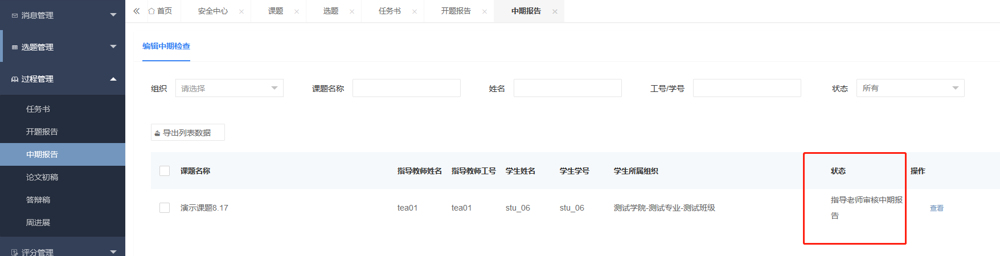 消息管理
选题管理
过程管理
任务书
开题报告
中期报告
论文初稿
答辩稿
周进展
评分管理
首页 安全中心 课题 选题 任务书 开题报告 中期报告
编辑中期检查
组织 请选择 课题名称 姓名 工号/学号 状态 所有
导出列表数据
课题名称 指导教师姓名 指导教师工号 学生姓名 学生学号 学生所属组织 状态 操作
演示课题8.17 tea01 tea01 stu_06 stu_06 测试学院-测试专业-测试班级 指导老师审核中期报
告 查看